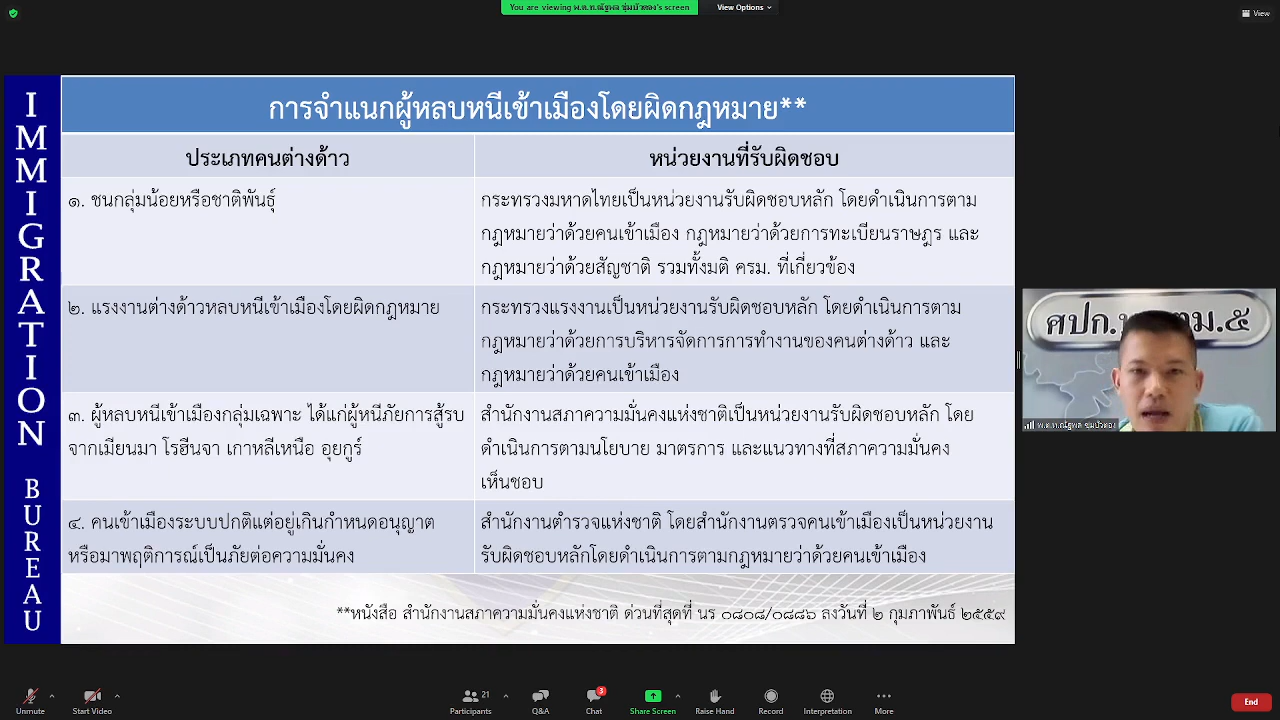 You are viewing พ.ต.ท.ณัฐพล ชุ่มบัวตอง's screen
View Options
View
IMMIGRATION BUREAU
การจำแนกผู้หลบหนีเข้าเมืองโดยผิดกฎหมาย**
ประเภทคนต่างด้าว
หน่วยงานที่รับผิดชอบ
๑. ชนกลุ่มน้อยหรือชาติพันธุ์
กระทรวงมหาดไทยเป็นหน่วยงานรับผิดชอบหลัก โดยดำเนินการตาม
กฎหมายว่าด้วยคนเข้าเมือง กฎหมายว่าด้วยการทะเบียนราษฎร และ
กฎหมายว่าด้วยสัญชาติ รวมทั้งมติ ครม. ที่เกี่ยวข้อง
๒. แรงงานต่างด้าวหลบหนีเข้าเมืองโดยผิดกฎหมาย
กระทรวงแรงงานเป็นหน่วยงานรับผิดชอบหลัก โดยดำเนินการตาม
กฎหมายว่าด้วยการบริหารจัดการการทำงานของคนต่างด้าว และ
กฎหมายว่าด้วยคนเข้าเมือง
๓. ผู้หลบหนีเข้าเมืองกลุ่มเฉพาะ ได้แก่ผู้หนีภัยการสู้รบ
จากเมียนมา โรฮีนจา เกาหลีเหนือ อุยกูร์
สำนักงานสภาความมั่นคงแห่งชาติเป็นหน่วยงานรับผิดชอบหลัก โดย
ดำเนินการตามนโยบาย มาตรการ และแนวทางที่สภาความมั่นคง
เห็นชอบ
๔. คนเข้าเมืองระบบปกติแต่อยู่เกินกำหนดอนุญาต
หรือมาพฤติการณ์เป็นภัยต่อความมั่นคง
สำนักงานตำรวจแห่งชาติ โดยสำนักงานตรวจคนเข้าเมืองเป็นหน่วยงาน
รับผิดชอบหลักโดยดำเนินการตามกฎหมายว่าด้วยคนเข้าเมือง
**หนังสือ สำนักงานสภาความมั่นคงแห่งชาติ ด่วนที่สุดที่ นร ๐๘๐๘/๐๘๘๖ ลงวันที่ ๒ กุมภาพันธ์ ๒๕๕๙
พ.ต.ท.ณัฐพล ชุ่มบัวตอง
Unmute
Start Video
Participants
21
Q&A
Chat
3
Share Screen
Raise Hand
Record
Interpretation
More
End